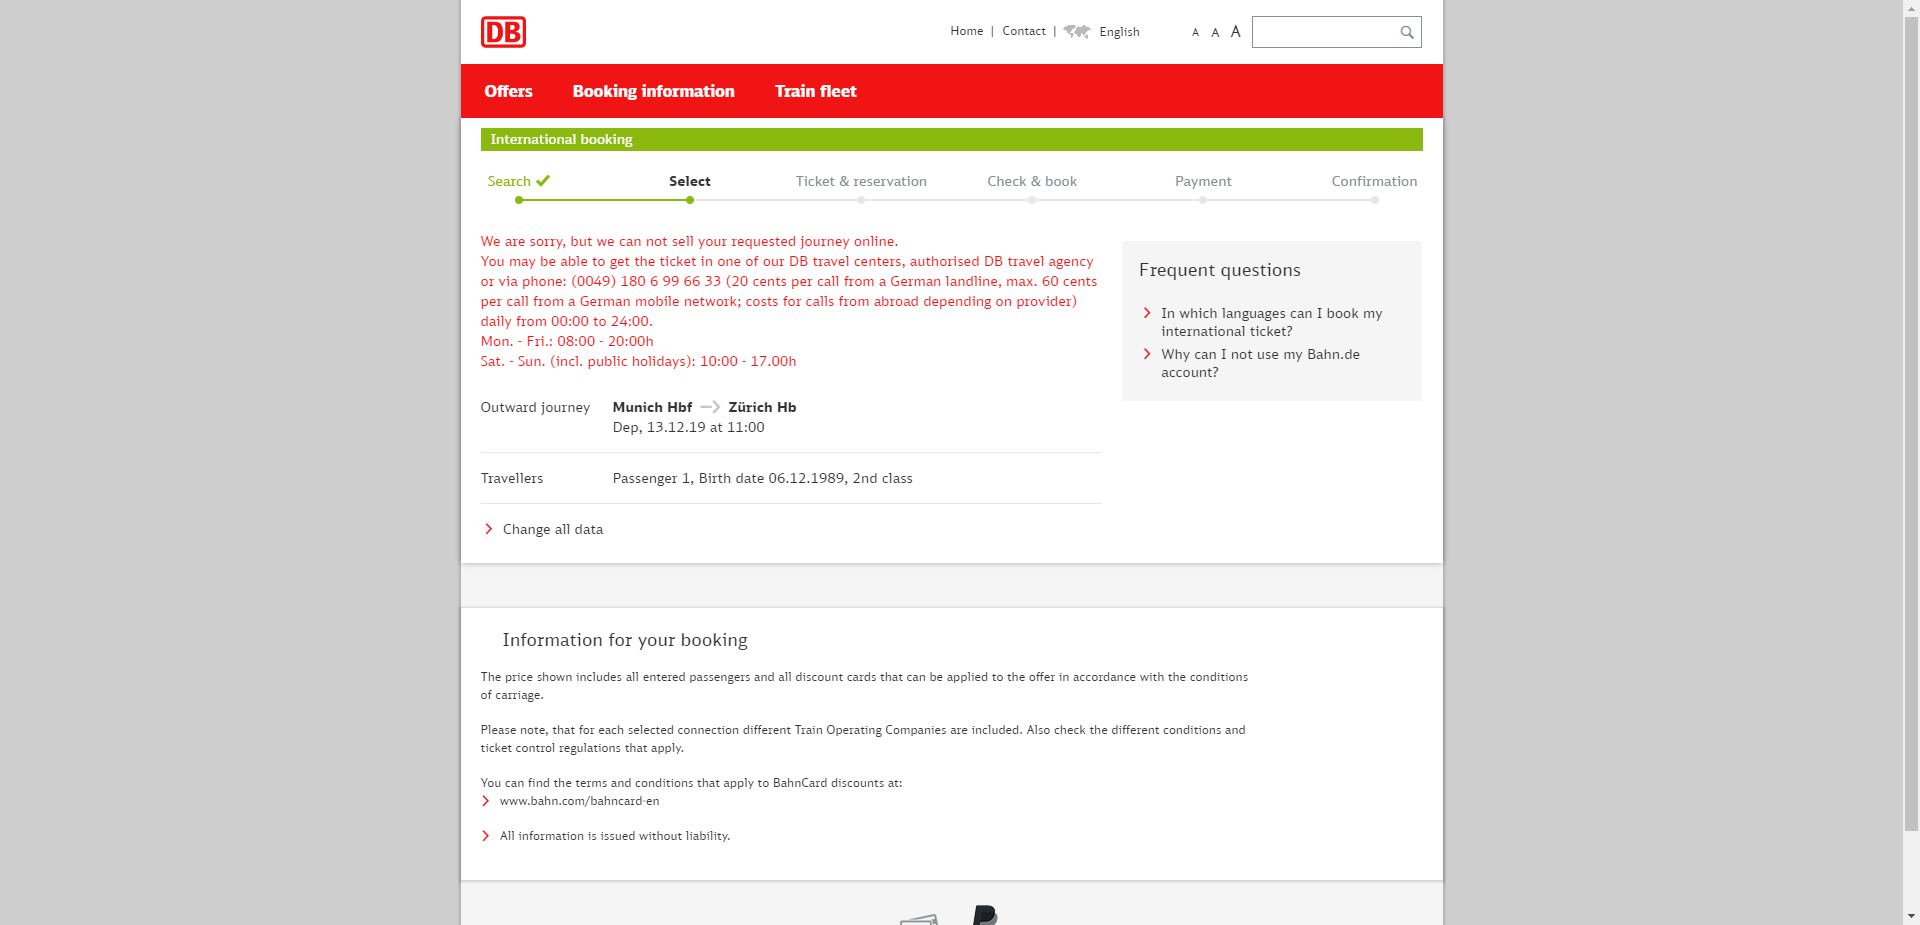 DB
Home | Contact | English A A A
Offers Booking information Train fleet
International booking
Search Select Ticket & reservation Check & book Payment Confirmation
We are sorry, but we can not sell your requested journey online.
You may be able to get the ticket in one of our DB travel centers, authorised DB travel agency
or via phone: (0049) 180 6 99 66 33 (20 cents per call from a German landline, max. 60 cents
per call from a German mobile network; costs for calls from abroad depending on provider)
daily from 00:00 to 24:00.
Mon. - Fri.: 08:00 - 20:00h
Sat. - Sun. (incl. public holidays): 10:00 - 17.00h
Outward journey Munich Hbf Zürich Hb
Dep, 13.12.19 at 11:00
Travellers Passenger 1, Birth date 06.12.1989, 2nd class
Change all data
Frequent questions
In which languages can I book my
international ticket?
Why can I not use my Bahn.de
account?
Information for your booking
The price shown includes all entered passengers and all discount cards that can be applied to the offer in accordance with the conditions
of carriage.
Please note, that for each selected connection different Train Operating Companies are included. Also check the different conditions and
ticket control regulations that apply.
You can find the terms and conditions that apply to BahnCard discounts at:
www.bahn.com/bahncard-en
All information is issued without liability.